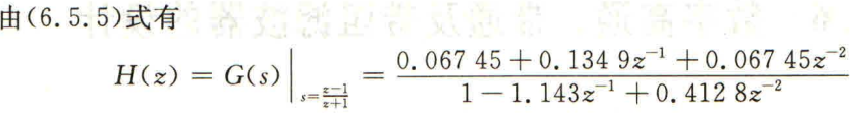 由(6.5.5)式有
H(z) = G(s)|_{s=\frac{z-1}{z+1}} = \frac{0.067 45 + 0.134 9z^{-1} + 0.067 45z^{-2}}{1 - 1.143z^{-1} + 0.412 8z^{-2}}